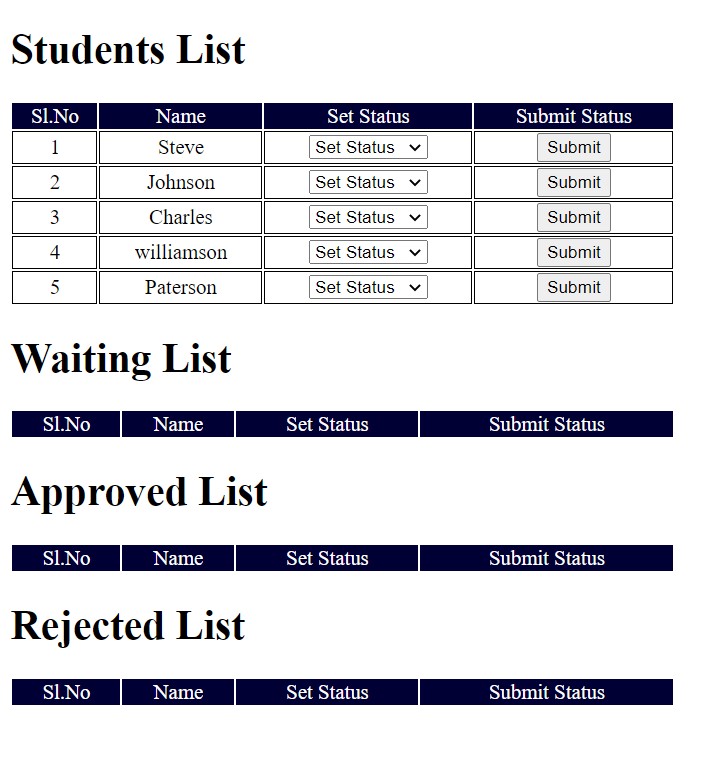 Students List
Sl.No Name Set Status Submit Status
1 Steve Set Status Submit
2 Johnson Set Status Submit
3 Charles Set Status Submit
4 williamson Set Status Submit
5 Paterson Set Status Submit
Waiting List
Sl.No Name Set Status Submit Status
Approved List
Sl.No Name Set Status Submit Status
Rejected List
Sl.No Name Set Status Submit Status